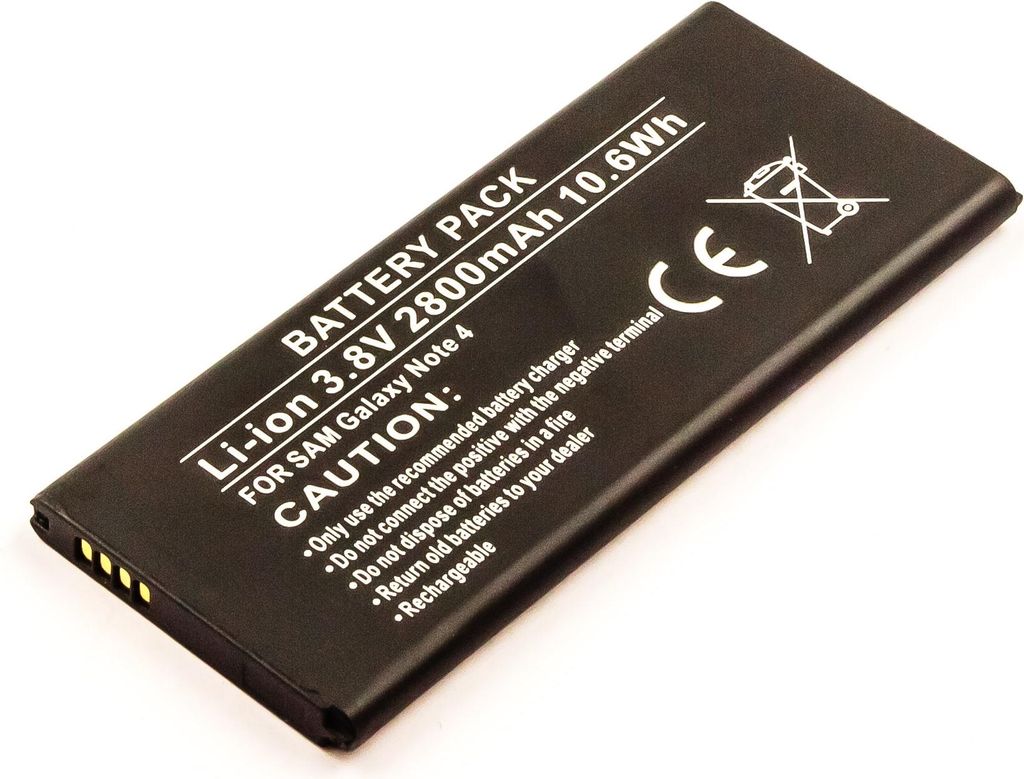 BATTERY PACK
Li-ion 3.8V 2800mAh 10.6Wh
FOR SAM Galaxy Note 4
CAUTION:
•Only use the recommended battery charger
•Do not connect the positive with the negative terminal
•Do not dispose of batteries in a fire
•Return old batteries to your dealer
•Rechargeable
CE